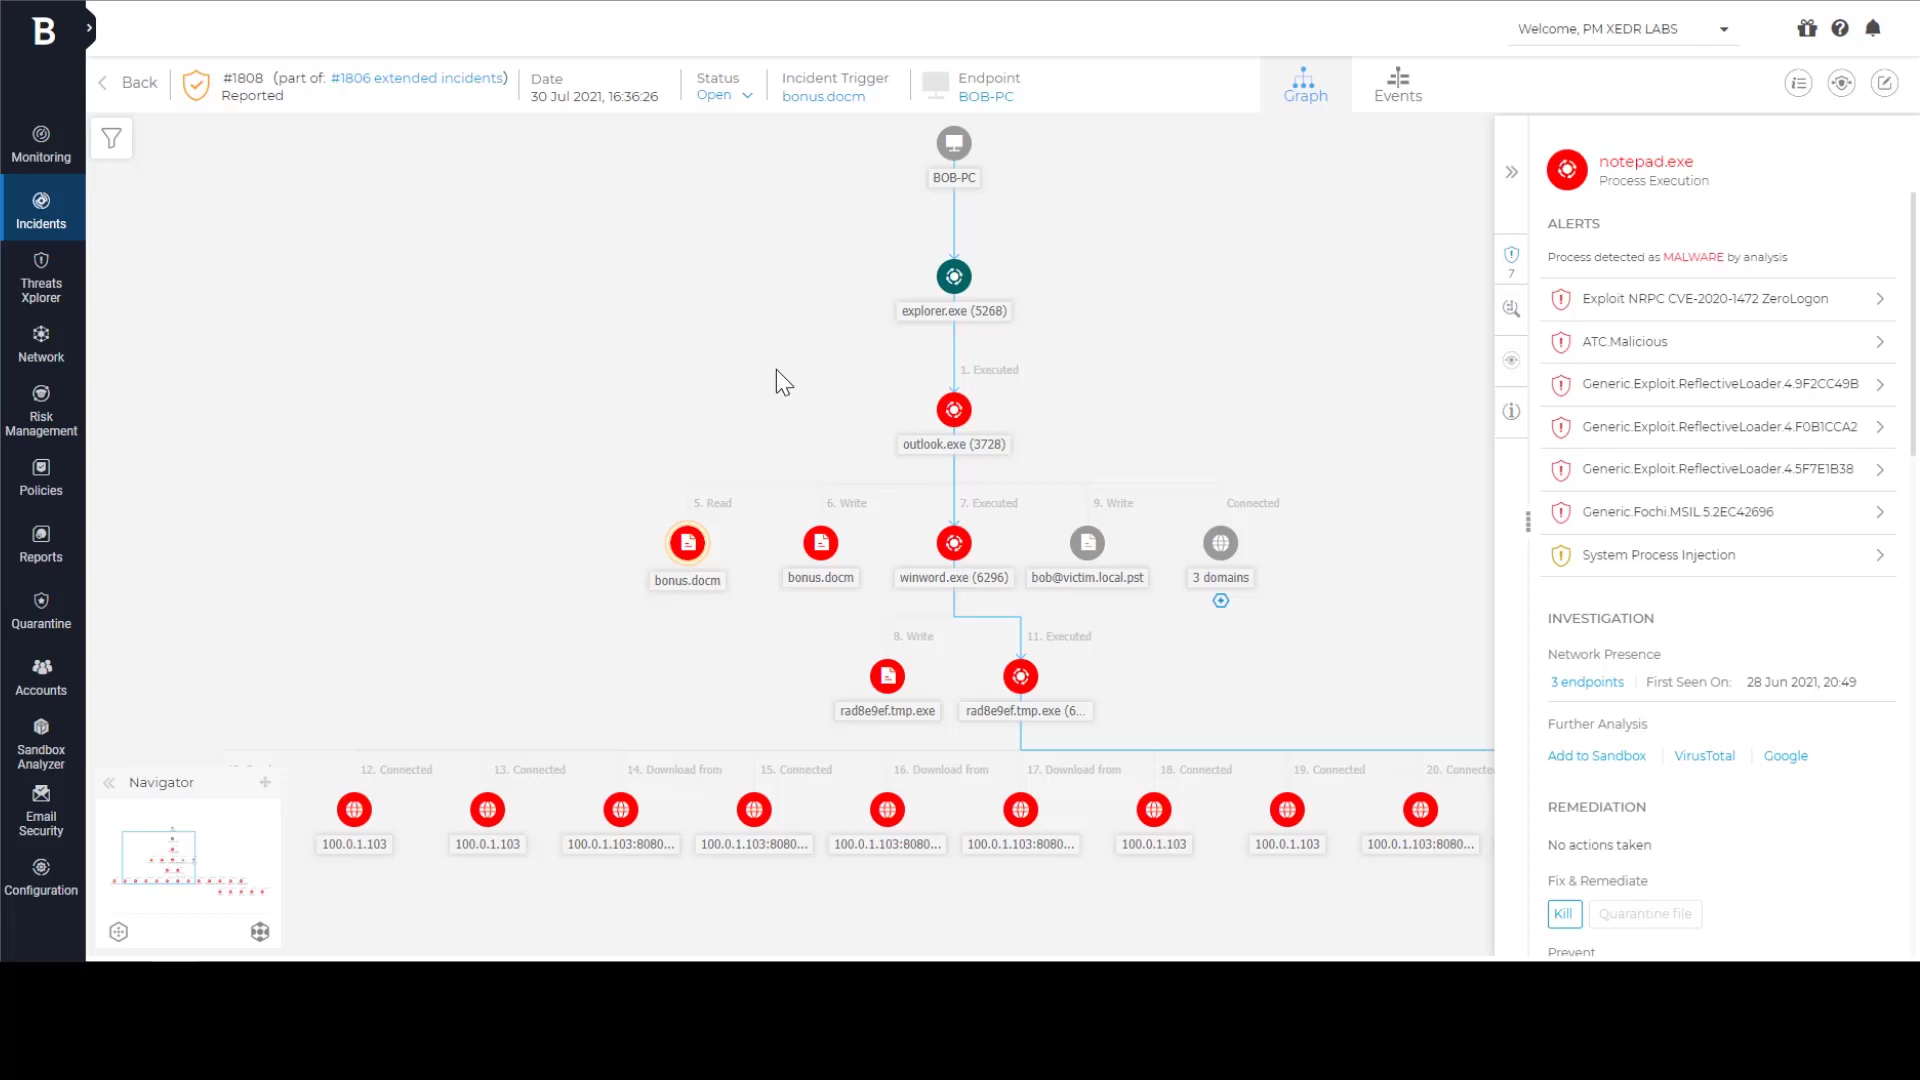 B
Welcome, PM XEDR LABS
Back
#1808 (part of: #1806 extended incidents)
Reported
Date
30 Jul 2021, 16:36:26
Status
Open
Incident Trigger
bonus.docm
Endpoint
BOB-PC
Graph
Events
Monitoring
Incidents
Threats
Xplorer
Network
Risk
Management
Policies
Reports
Quarantine
Accounts
Sandbox
Analyzer
Email
Security
Configuration
BOB-PC
explorer.exe (5268)
1. Executed
outlook.exe (3728)
5. Read
6. Write
7. Executed
9. Write
Connected
bonus.docm
bonus.docm
winword.exe (6296)
bob@victim.local.pst
3 domains
8. Write
11. Executed
rad8e9ef.tmp.exe
rad8e9ef.tmp.exe (6...
12. Connected
13. Connected
14. Download from
15. Connected
16. Download from
17. Download from
18. Connected
19. Connected
20. Connecte
100.0.1.103
100.0.1.103
100.0.1.103:8080...
100.0.1.103:8080...
100.0.1.103:8080...
100.0.1.103:8080...
100.0.1.103
100.0.1.103
100.0.1.103:8080...
Navigator
7
notepad.exe
Process Execution
ALERTS
Process detected as MALWARE by analysis
Exploit NRPC CVE-2020-1472 ZeroLogon
ATC.Malicious
Generic.Exploit.ReflectiveLoader.4.9F2CC49B
Generic.Exploit.ReflectiveLoader.4.F0B1CCA2
Generic.Exploit.ReflectiveLoader.4.5F7E1B38
Generic.Fochi.MSIL.5.2EC42696
System Process Injection
INVESTIGATION
Network Presence
3 endpoints First Seen On: 28 Jun 2021, 20:49
Further Analysis
Add to Sandbox VirusTotal Google
REMEDIATION
No actions taken
Fix & Remediate
Kill Quarantine file
Prevent